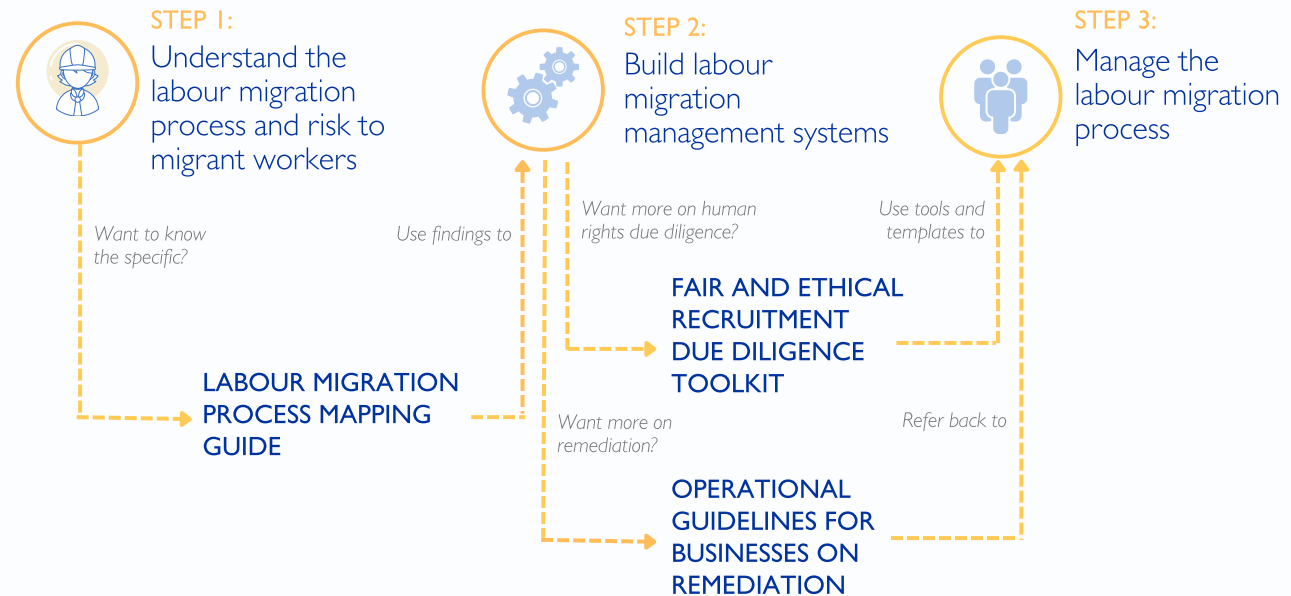 STEP 1:
Understand the
labour migration
process and risk to
migrant workers
STEP 2:
Build labour
migration
management systems
STEP 3:
Manage the
labour migration
process
Want to know
the specific?
Use findings to
Want more on human
rights due diligence?
Use tools and
templates to
LABOUR MIGRATION
PROCESS MAPPING
GUIDE
FAIR AND ETHICAL
RECRUITMENT
DUE DILIGENCE
TOOLKIT
Want more on
remediation?
Refer back to
OPERATIONAL
GUIDELINES FOR
BUSINESSES ON
REMEDIATION